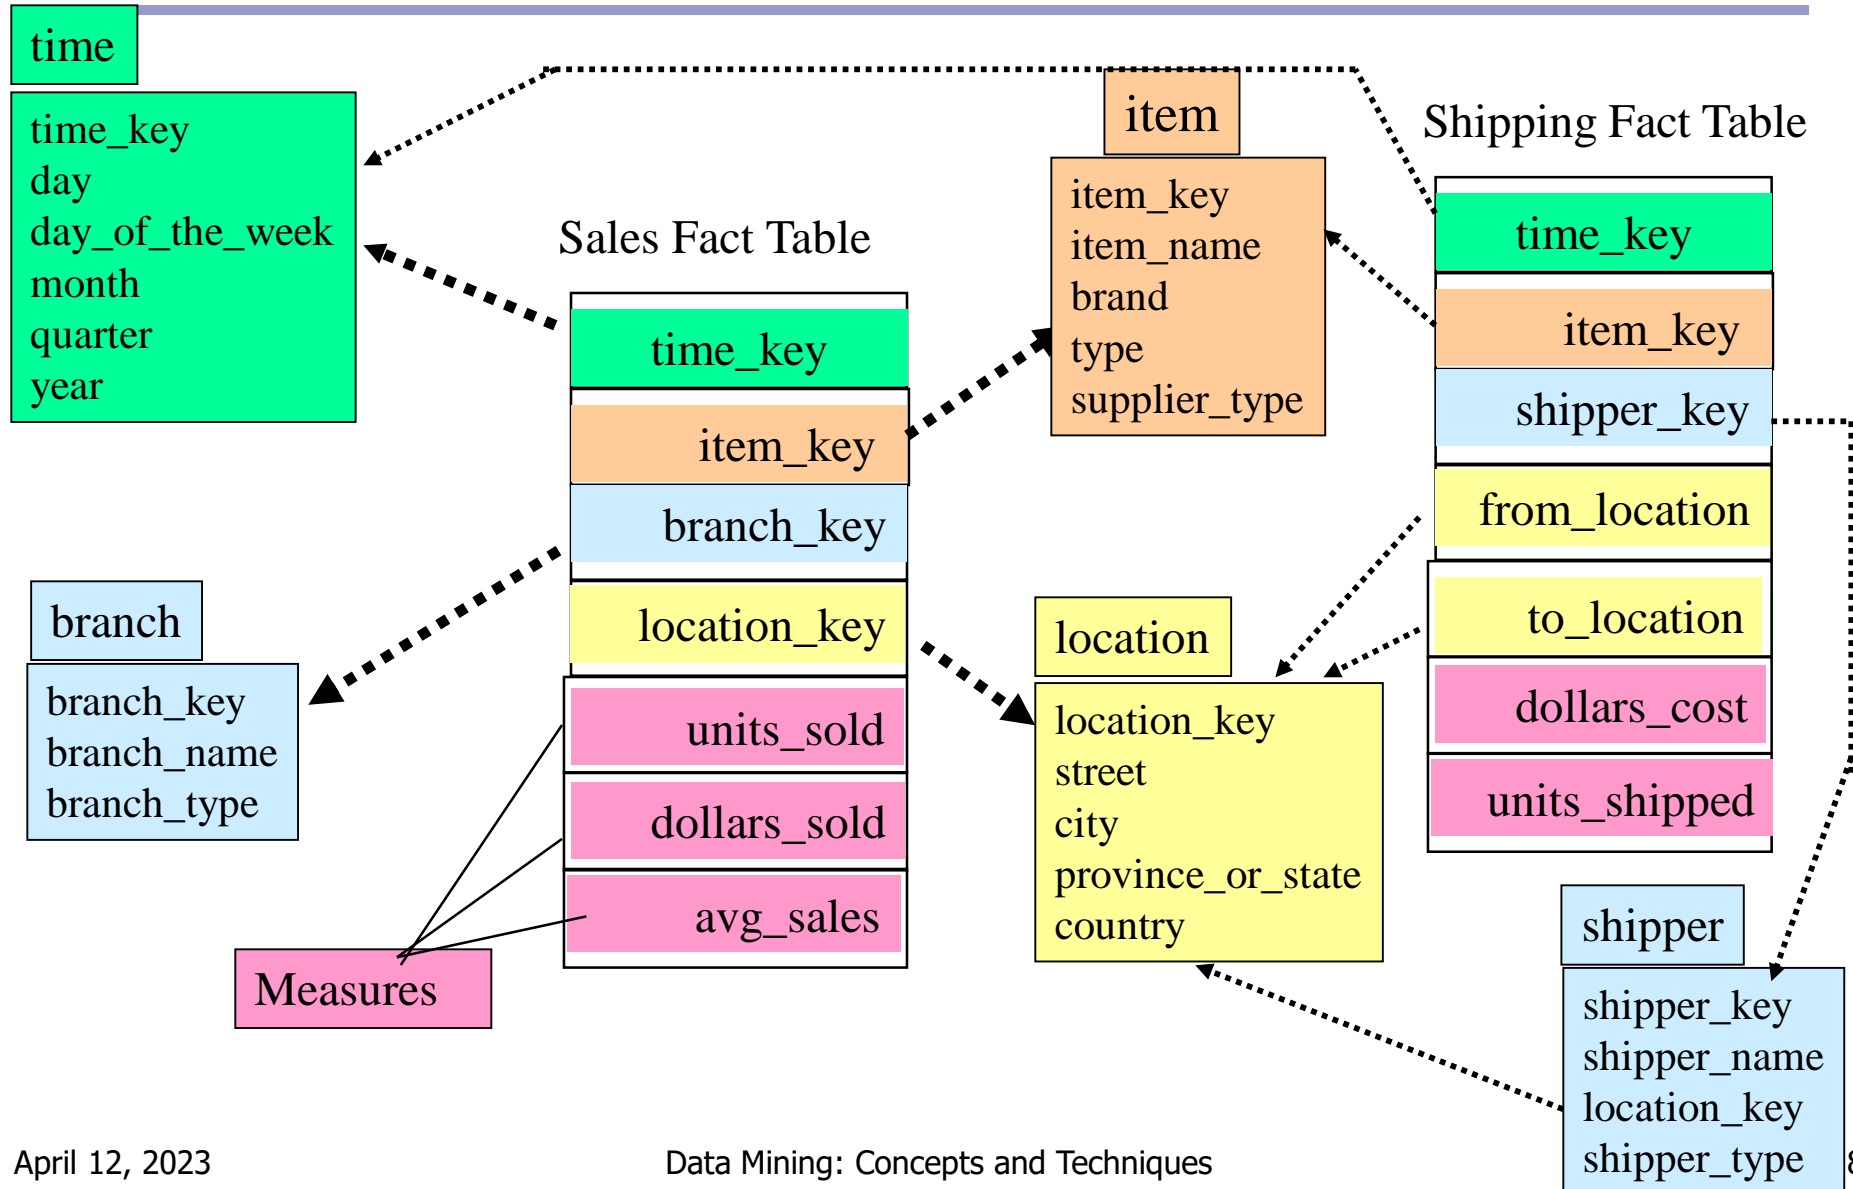 time
time_key
day
day_of_the_week
month
quarter
year
Sales Fact Table
time_key
item_key
branch_key
location_key
units_sold
dollars_sold
avg_sales
Measures
branch
branch_key
branch_name
branch_type
item
item_key
item_name
brand
type
supplier_type
location
location_key
street
city
province_or_state
country
Shipping Fact Table
time_key
item_key
shipper_key
from_location
to_location
dollars_cost
units_shipped
shipper
shipper_key
shipper_name
location_key
shipper_type
April 12, 2023
Data Mining: Concepts and Techniques